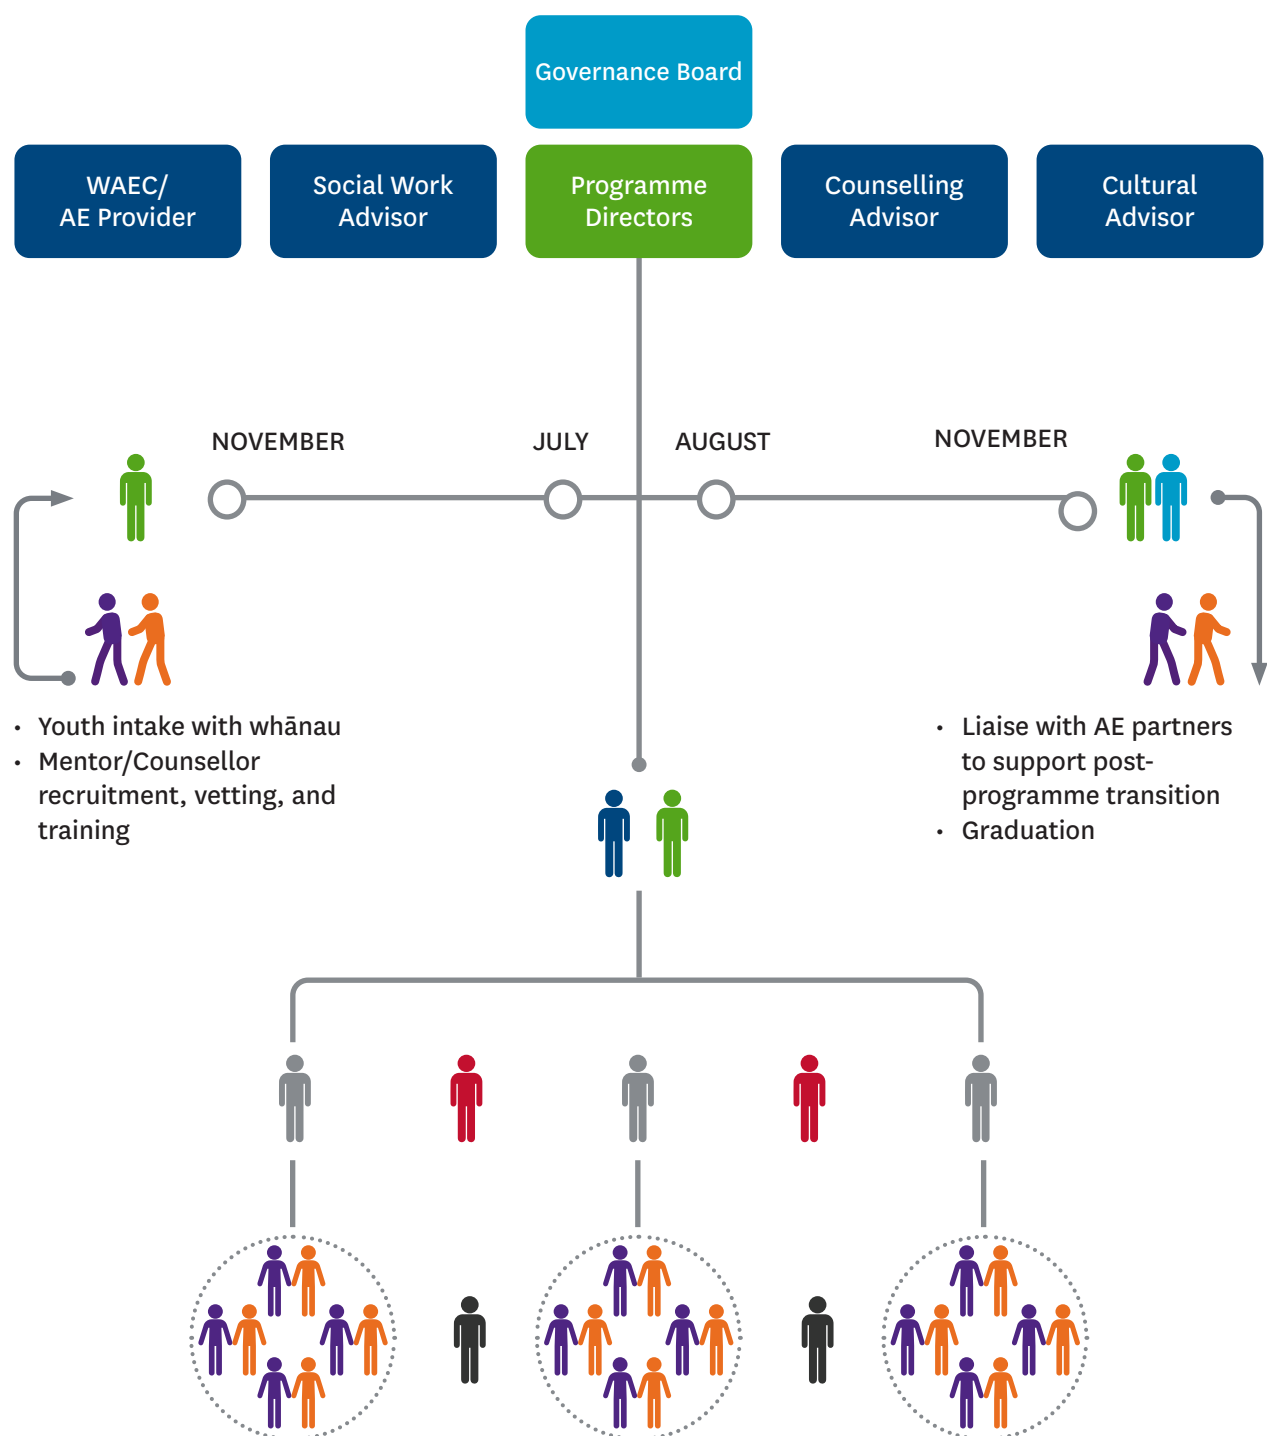 Governance Board
WAEC/
AE Provider
Social Work
Advisor
Programme
Directors
Counselling
Advisor
Cultural
Advisor
NOVEMBER
JULY
AUGUST
NOVEMBER
• Youth intake with whānau
• Mentor/Counsellor
recruitment, vetting, and
training
• Liaise with AE partners
to support post-
programme transition
• Graduation